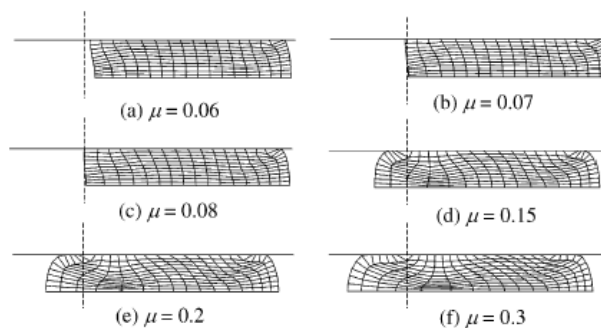 (a) μ = 0.06
(b) μ = 0.07
(c) μ = 0.08
(d) μ = 0.15
(e) μ = 0.2
(f) μ = 0.3